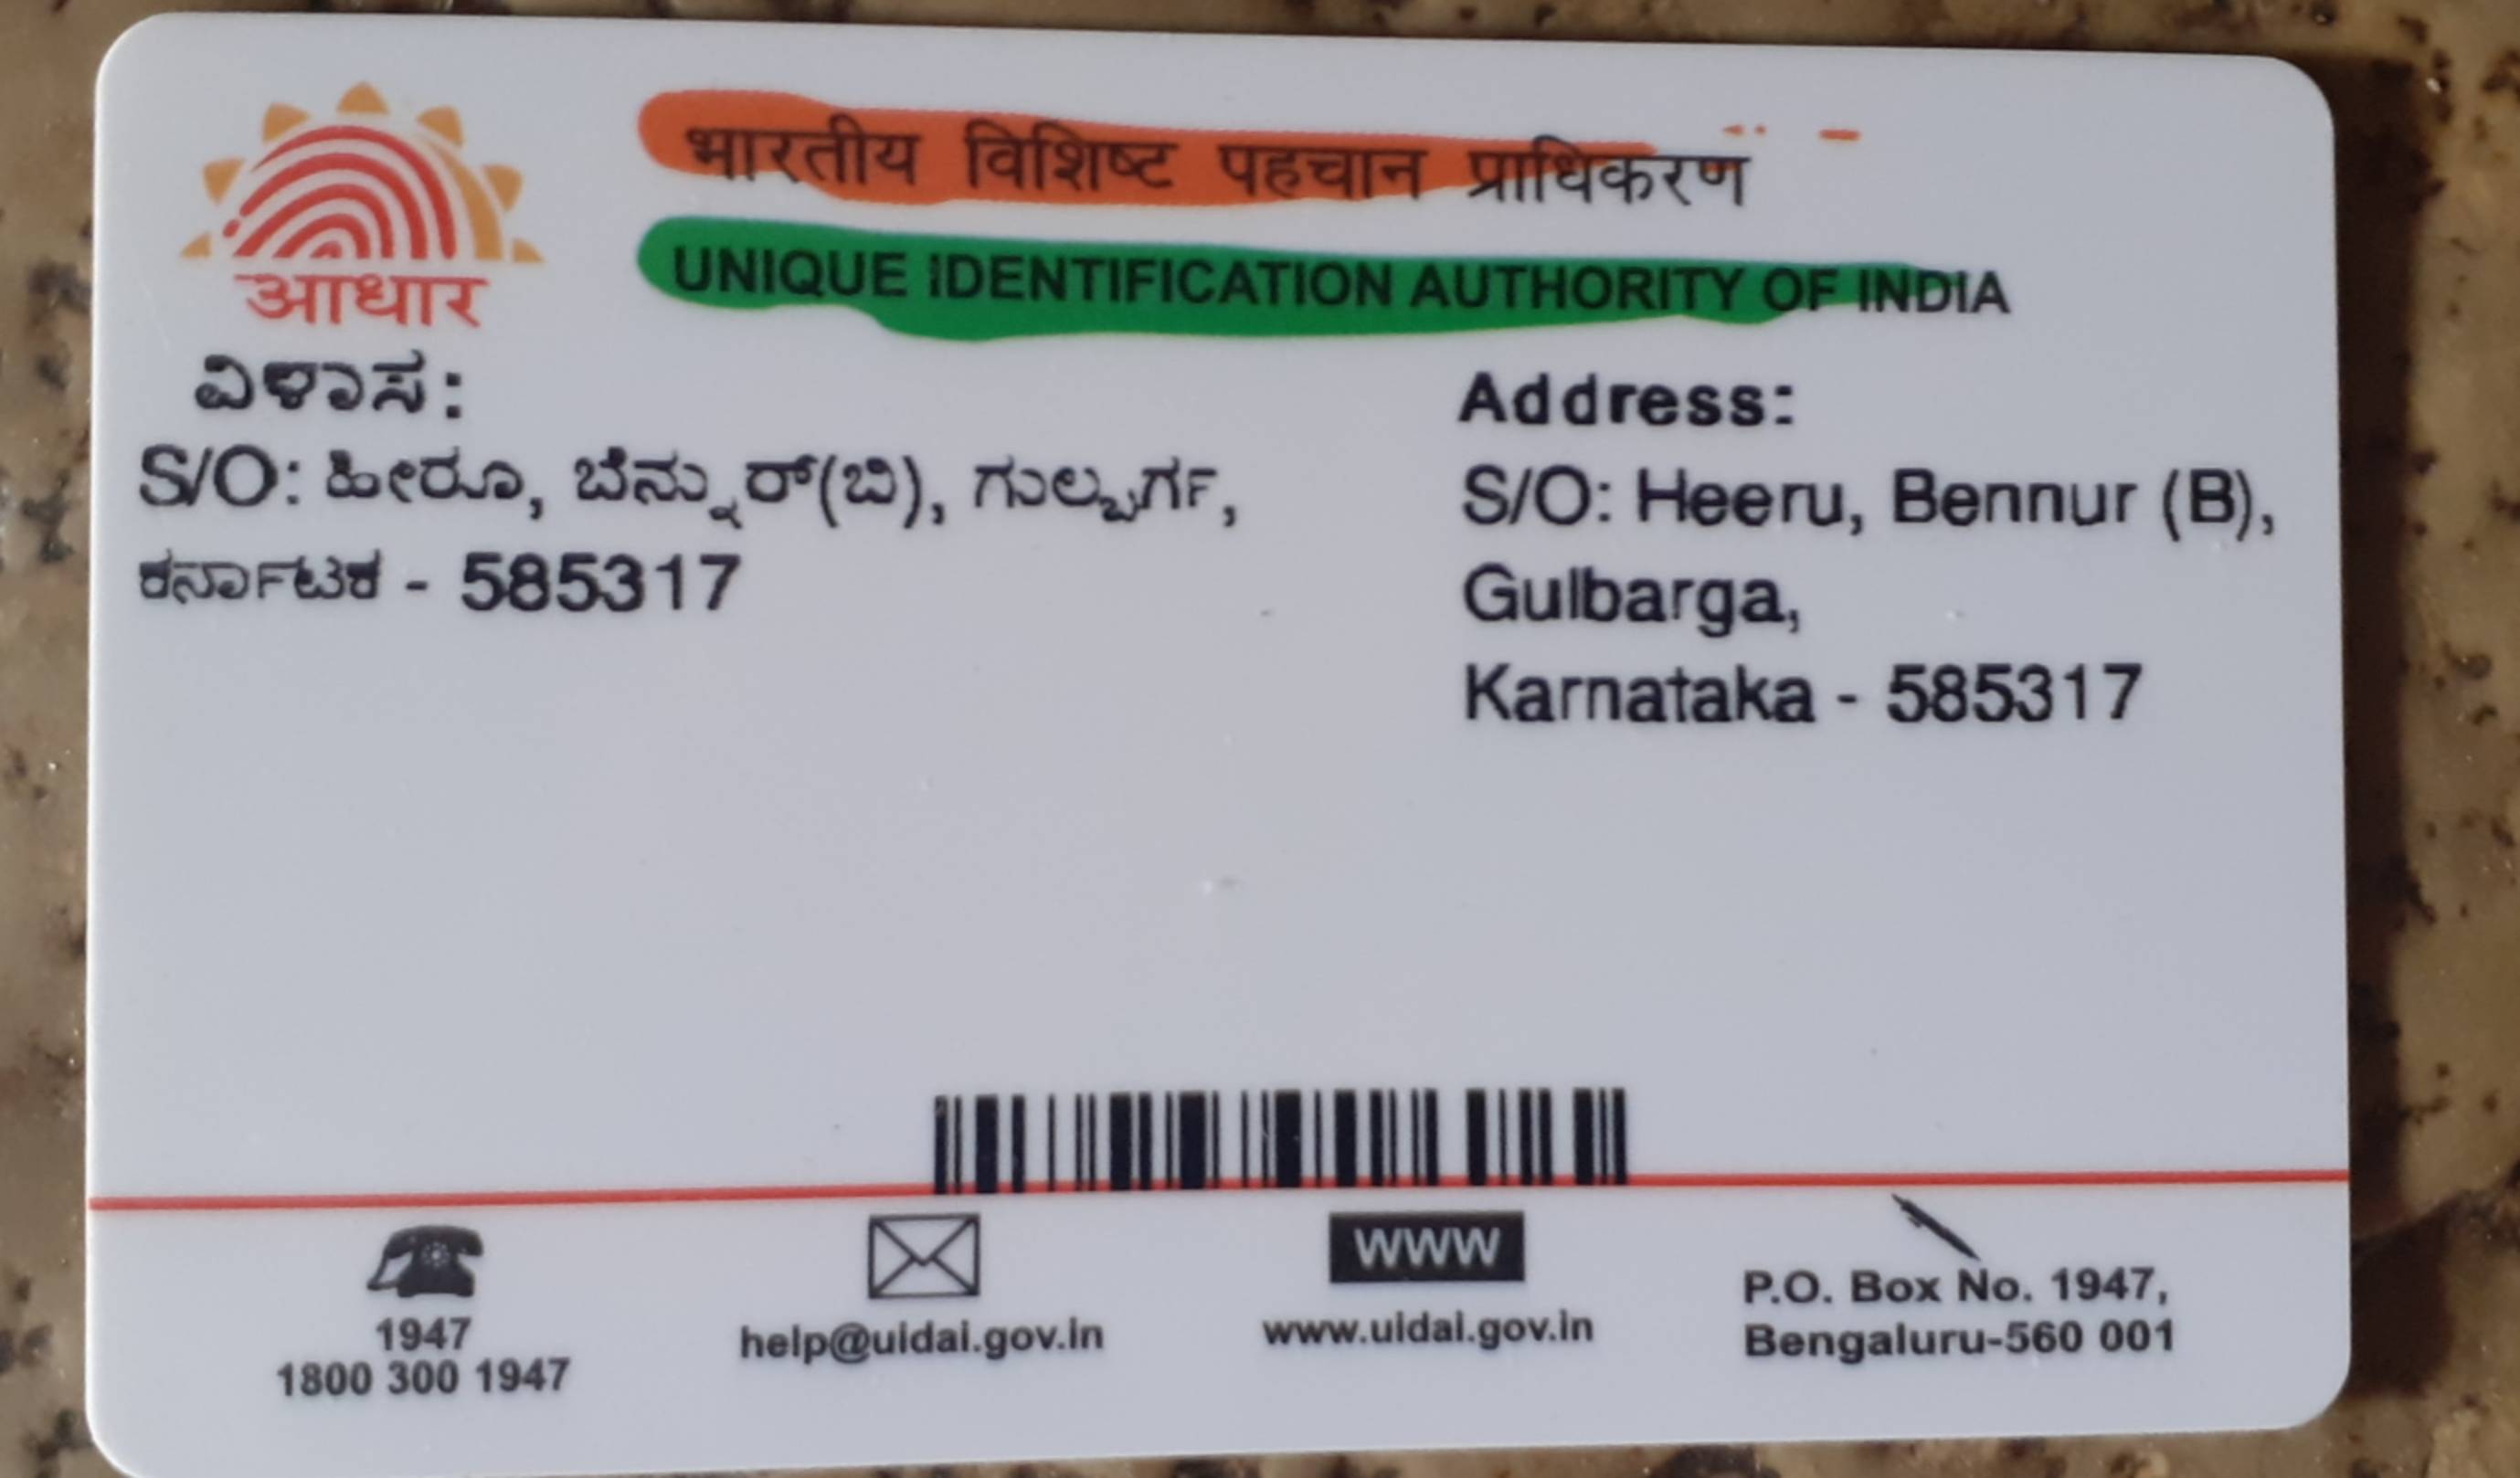 भारतीय विशिष्ट पहचान प्राधिकरण
UNIQUE IDENTIFICATION AUTHORITY OF INDIA
आधार
ವಿಳಾಸ:
S/O: ಹೀರೂ, ಬೆನ್ನುರ್(ಬಿ), ಗುಲ್ಬರ್ಗ,
ಕರ್ನಾಟಕ - 585317
Address:
S/O: Heeru, Bennur (B),
Gulbarga,
Karnataka - 585317
1947
1800 300 1947
help@uidai.gov.in
WWW
www.uidai.gov.in
P.O. Box No. 1947,
Bengaluru-560 001